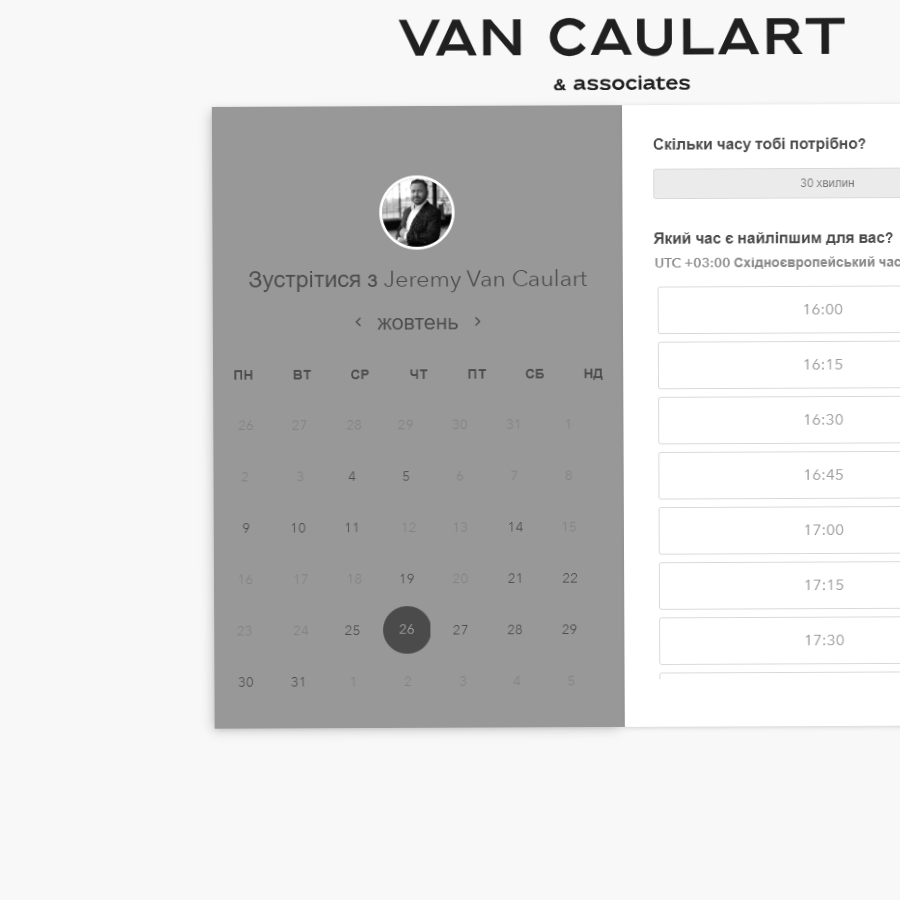 VAN CAULART
& associates
Зустрітися з Jeremy Van Caulart
жовтень
ПН ВТ СР ЧТ ПТ СБ НД
26 27 28 29 30 31 1
2 3 4 5 6 7 8
9 10 11 12 13 14 15
16 17 18 19 20 21 22
23 24 25 26 27 28 29
30 31 1 2 3 4 5
Скільки часу тобі потрібно?
30 хвилин
Який час є найліпшим для вас?
UTC +03:00 Східноєвропейський час
16:00
16:15
16:30
16:45
17:00
17:15
17:30